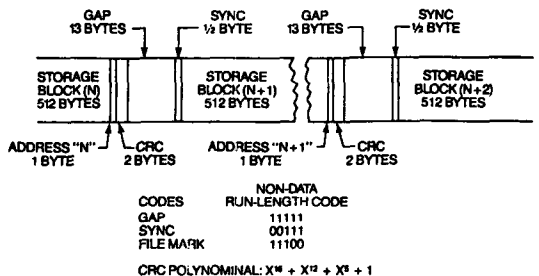 GAP
13 BYTES
SYNC
½ BYTE
GAP
13 BYTES
SYNC
½ BYTE
STORAGE
BLOCK (N)
512 BYTES
STORAGE
BLOCK (N+1)
512 BYTES
STORAGE
BLOCK (N+2)
512 BYTES
ADDRESS "N"
1 BYTE
CRC
2 BYTES
ADDRESS "N+1"
1 BYTE
CRC
2 BYTES
NON-DATA
CODES RUN-LENGTH CODE
GAP 11111
SYNC 00111
FILE MARK 11100
CRC POLYNOMINAL: X¹⁶ + X¹² + X⁵ + 1